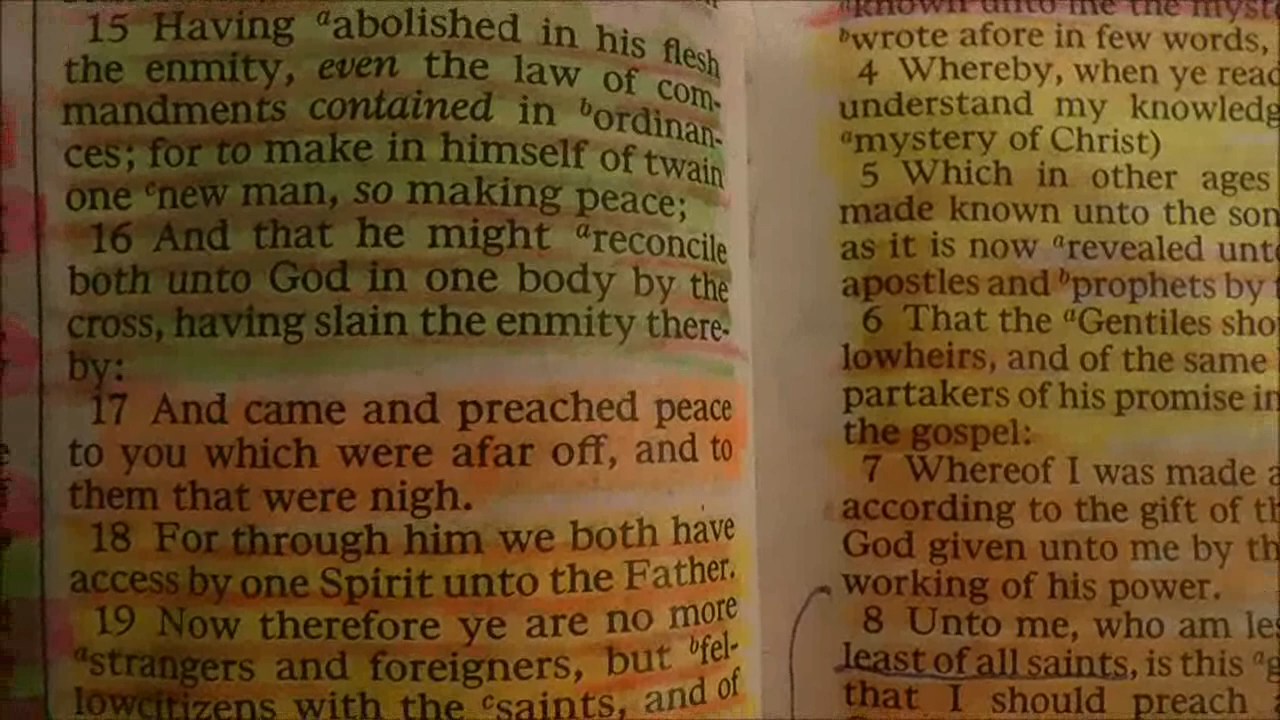 15 Having ᵃabolished in his flesh
the enmity, even the law of com-
mandments contained in ᵇordinan-
ces; for to make in himself of twain
one ᶜnew man, so making peace;
16 And that he might ᵃreconcile
both unto God in one body by the
cross, having slain the enmity there-
by:
17 And came and preached peace
to you which were afar off, and to
them that were nigh.
18 For through him we both have
access by one Spirit unto the Father.
19 Now therefore ye are no more
ᵃstrangers and foreigners, but ᵇfel-
lowcitizens with the ᶜsaints, and of
ᵃknown unto me the myst
ᵇwrote afore in few words,
4 Whereby, when ye read
understand my knowledg
ᵃmystery of Christ)
5 Which in other ages
made known unto the son
as it is now ᵃrevealed unto
apostles and ᵇprophets by
6 That the ᵃGentiles sho
lowheirs, and of the same
partakers of his promise in
the gospel:
7 Whereof I was made a
according to the gift of th
God given unto me by th
working of his power.
8 Unto me, who am les
least of all saints, is this ᵃg
that I should preach